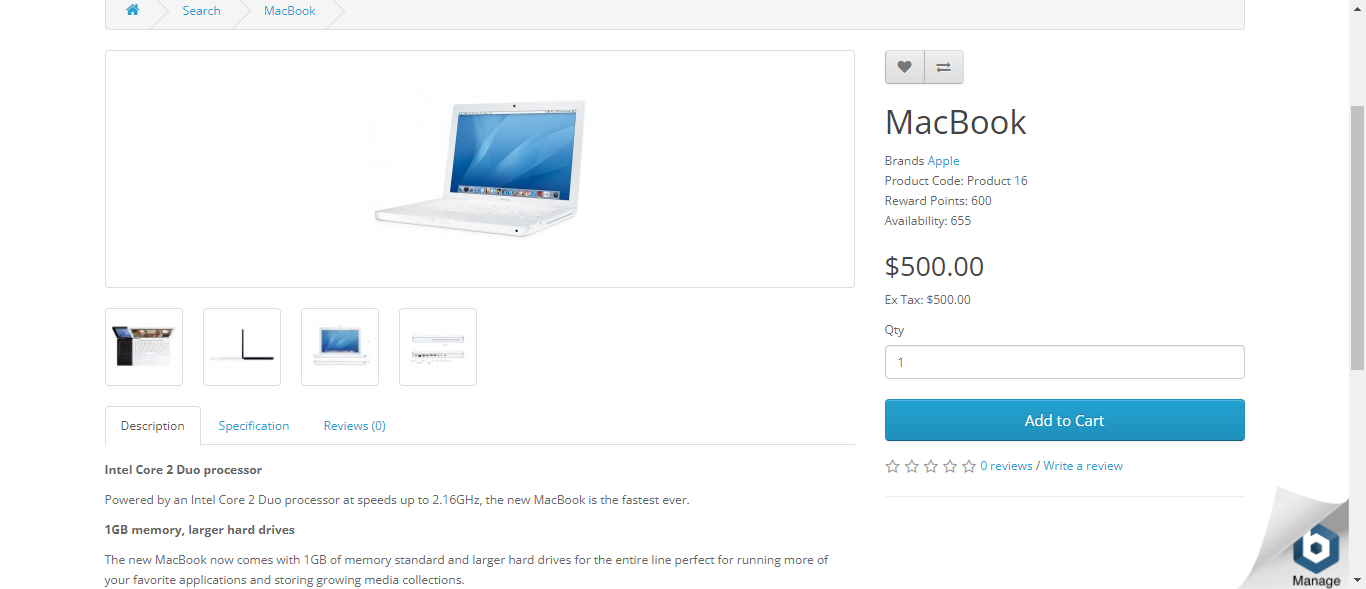 Search
MacBook
MacBook
Brands Apple
Product Code: Product 16
Reward Points: 600
Availability: 655
$500.00
Ex Tax: $500.00
Qty
1
Add to Cart
0 reviews / Write a review
Description
Specification
Reviews (0)
Intel Core 2 Duo processor
Powered by an Intel Core 2 Duo processor at speeds up to 2.16GHz, the new MacBook is the fastest ever.
1GB memory, larger hard drives
The new MacBook now comes with 1GB of memory standard and larger hard drives for the entire line perfect for running more of
your favorite applications and storing growing media collections.
Manage